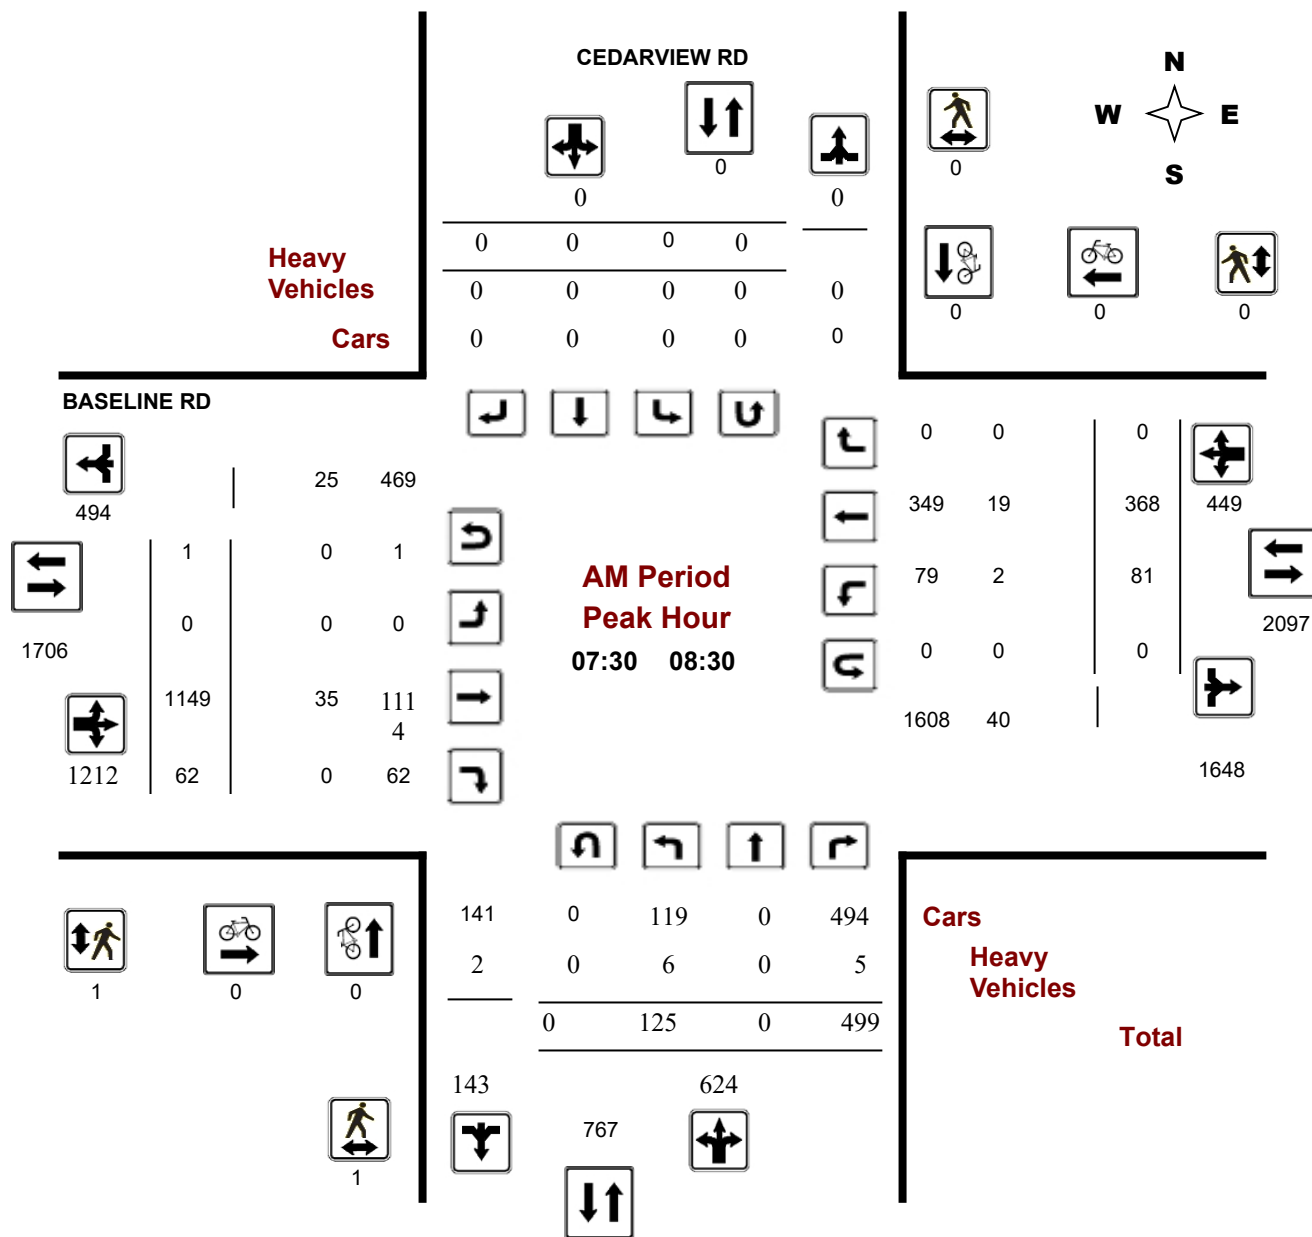 CEDARVIEW RD
N
W E
S
0
0
0 0
0
0 0 0 0
Heavy
Vehicles
0 0 0 0 0
0 0 0
Cars
0 0 0 0 0
BASELINE RD
0 0 0
25 469
494
349 19 368 449
1 0 1
AM Period
Peak Hour
79 2 81
0 0 0
2097
1706
07:30 08:30
0 0 0
1149 35 111
4
1608 40
1212 62 0 62
1648
141 0 119 0 494
Cars
2 0 6 0 5
Heavy
Vehicles
1 0 0
0 125 0 499
Total
143 624
767
1